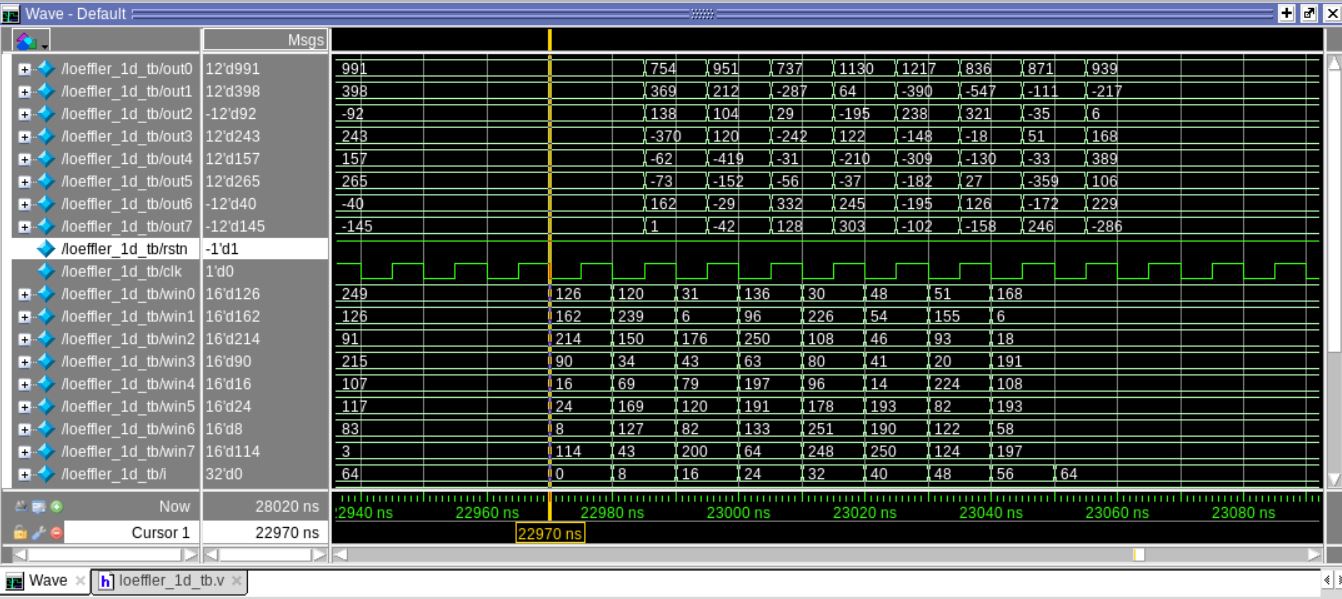 Wave - Default
Msgs
/loeffler_1d_tb/out0 12'd991 991 754 951 737 1130 1217 836 871 939
/loeffler_1d_tb/out1 12'd398 398 369 212 -287 64 -390 -547 -111 -217
/loeffler_1d_tb/out2 -12'd92 -92 138 104 29 -195 238 321 -35 6
/loeffler_1d_tb/out3 12'd243 243 -370 120 -242 122 -148 -18 51 168
/loeffler_1d_tb/out4 12'd157 157 -62 -419 -31 -210 -309 -130 -33 389
/loeffler_1d_tb/out5 12'd265 265 -73 -152 -56 -37 -182 27 -359 106
/loeffler_1d_tb/out6 -12'd40 -40 162 -29 332 245 -195 126 -172 229
/loeffler_1d_tb/out7 -12'd145 -145 1 -42 128 303 -102 -158 246 -286
/loeffler_1d_tb/rstn -1'd1
/loeffler_1d_tb/clk 1'd0
/loeffler_1d_tb/win0 16'd126 249 126 120 31 136 30 48 51 168
/loeffler_1d_tb/win1 16'd162 126 162 239 6 96 226 54 155 6
/loeffler_1d_tb/win2 16'd214 91 214 150 176 250 108 46 93 18
/loeffler_1d_tb/win3 16'd90 215 90 34 43 63 80 41 20 191
/loeffler_1d_tb/win4 16'd16 107 16 69 79 197 96 14 224 108
/loeffler_1d_tb/win5 16'd24 117 24 169 120 191 178 193 82 193
/loeffler_1d_tb/win6 16'd8 83 8 127 82 133 251 190 122 58
/loeffler_1d_tb/win7 16'd114 3 114 43 200 64 248 250 124 197
/loeffler_1d_tb/i 32'd0 64 0 8 16 24 32 40 48 56 64
Now 28020 ns 22940 ns 22960 ns 22980 ns 23000 ns 23020 ns 23040 ns 23060 ns 23080 ns
Cursor 1 22970 ns 22970 ns
Wave loeffler_1d_tb.v